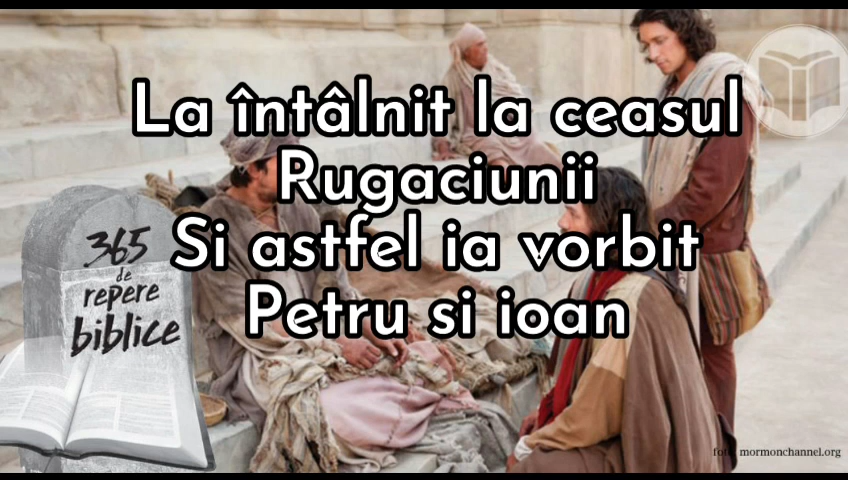 La întâlnit la ceasul
Rugaciunii
Si astfel ia vorbit
Petru si ioan
365
de
repere
biblice
foto: mormonchannel.org